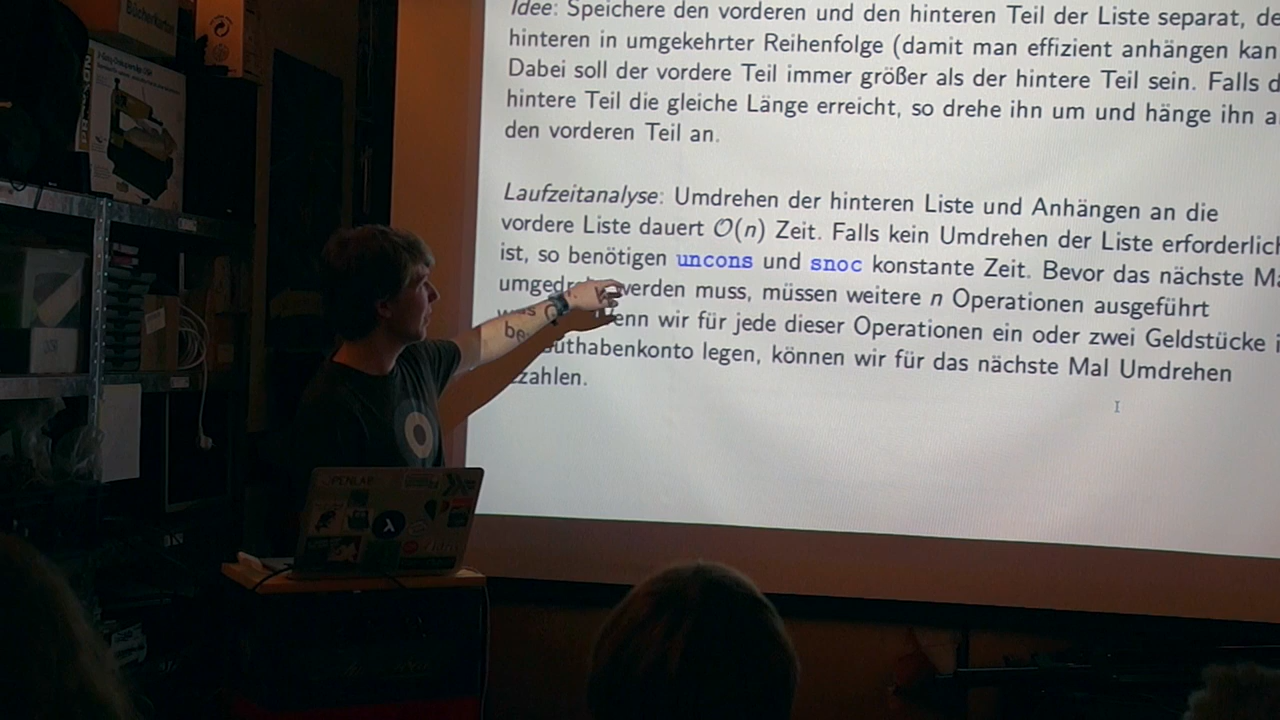 Bücherkurier
Idee: Speichere den vorderen und den hinteren Teil der Liste separat, de
hinteren in umgekehrter Reihenfolge (damit man effizient anhängen kan
Dabei soll der vordere Teil immer größer als der hintere Teil sein. Falls d
hintere Teil die gleiche Länge erreicht, so drehe ihn um und hänge ihn a
den vorderen Teil an.
Laufzeitanalyse: Umdrehen der hinteren Liste und Anhängen an die
vordere Liste dauert O(n) Zeit. Falls kein Umdrehen der Liste erforderlich
ist, so benötigen uncons und snoc konstante Zeit. Bevor das nächste Ma
umgedr werden muss, müssen weitere n Operationen ausgeführt
enn wir für jede dieser Operationen ein oder zwei Geldstücke i
uthabenkonto legen, können wir für das nächste Mal Umdrehen
zahlen.
OPENLAB
λ